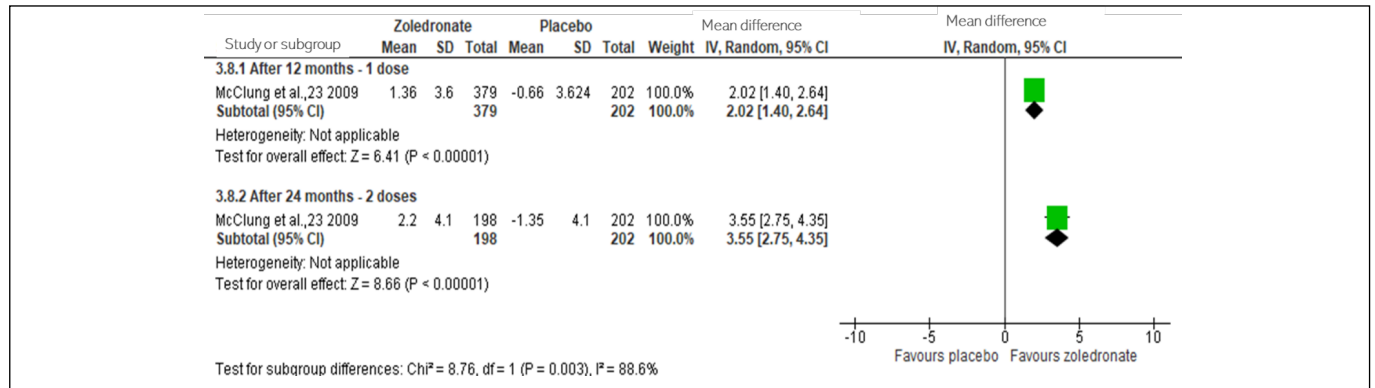 Zoledronate Placebo Mean difference Mean difference
Study or subgroup Mean SD Total Mean SD Total Weight IV, Random, 95% CI IV, Random, 95% CI
3.8.1 After 12 months - 1 dose
McClung et al.,23 2009 1.36 3.6 379 -0.66 3.624 202 100.0% 2.02 [1.40, 2.64]
Subtotal (95% CI) 379 202 100.0% 2.02 [1.40, 2.64]
Heterogeneity: Not applicable
Test for overall effect: Z = 6.41 (P < 0.00001)
3.8.2 After 24 months - 2 doses
McClung et al.,23 2009 2.2 4.1 198 -1.35 4.1 202 100.0% 3.55 [2.75, 4.35]
Subtotal (95% CI) 198 202 100.0% 3.55 [2.75, 4.35]
Heterogeneity: Not applicable
Test for overall effect: Z = 8.66 (P < 0.00001)
-10 -5 0 5 10
Favours placebo Favours zoledronate
Test for subgroup differences: Chi² = 8.76, df = 1 (P = 0.003), I² = 88.6%